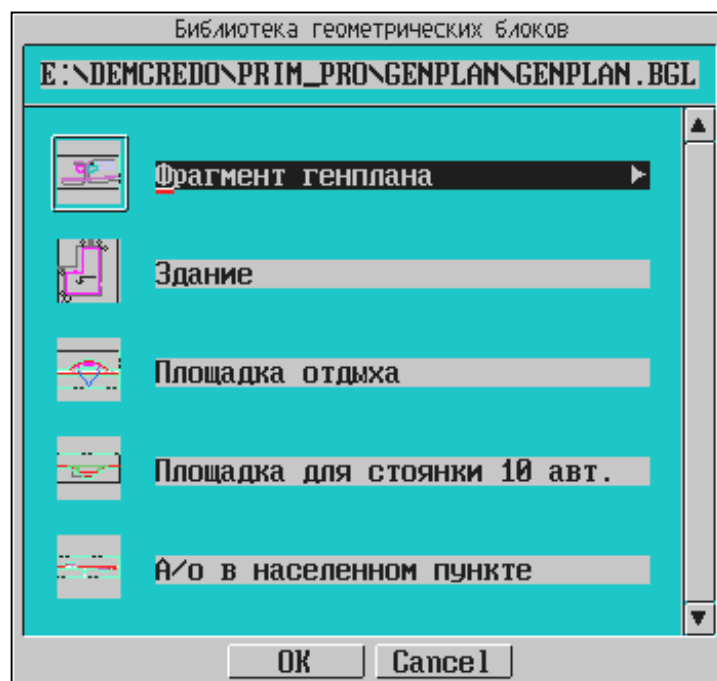 Библиотека геометрических блоков
E:\DEMCREDO\PRIM_PRO\GENPLAN\GENPLAN.BGL
Фрагмент генплана
Здание
Площадка отдыха
Площадка для стоянки 10 авт.
А/о в населенном пункте
OK Cancel